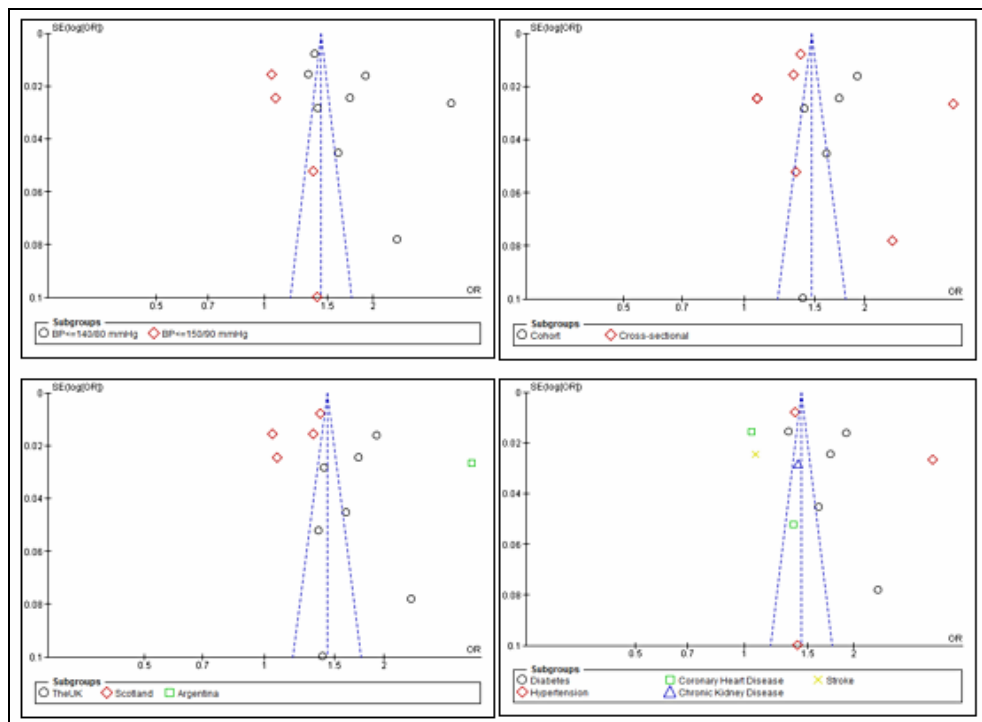 SE(log[OR])
0
0.02
0.04
0.06
0.08
0.1
0.5 0.7 1 1.5 2
OR
Subgroups
BP<=140/80 mmHg BP<=150/90 mmHg
SE(log[OR])
0
0.02
0.04
0.06
0.08
0.1
0.5 0.7 1 1.5 2
OR
Subgroups
Cohort Cross-sectional
SE(log[OR])
0
0.02
0.04
0.06
0.08
0.1
0.5 0.7 1 1.5 2
OR
Subgroups
TheUK Scotland Argentina
SE(log[OR])
0
0.02
0.04
0.06
0.08
0.1
0.5 0.7 1 1.5 2
OR
Subgroups
Diabetes Coronary Heart Disease Stroke
Hypertension Chronic Kidney Disease